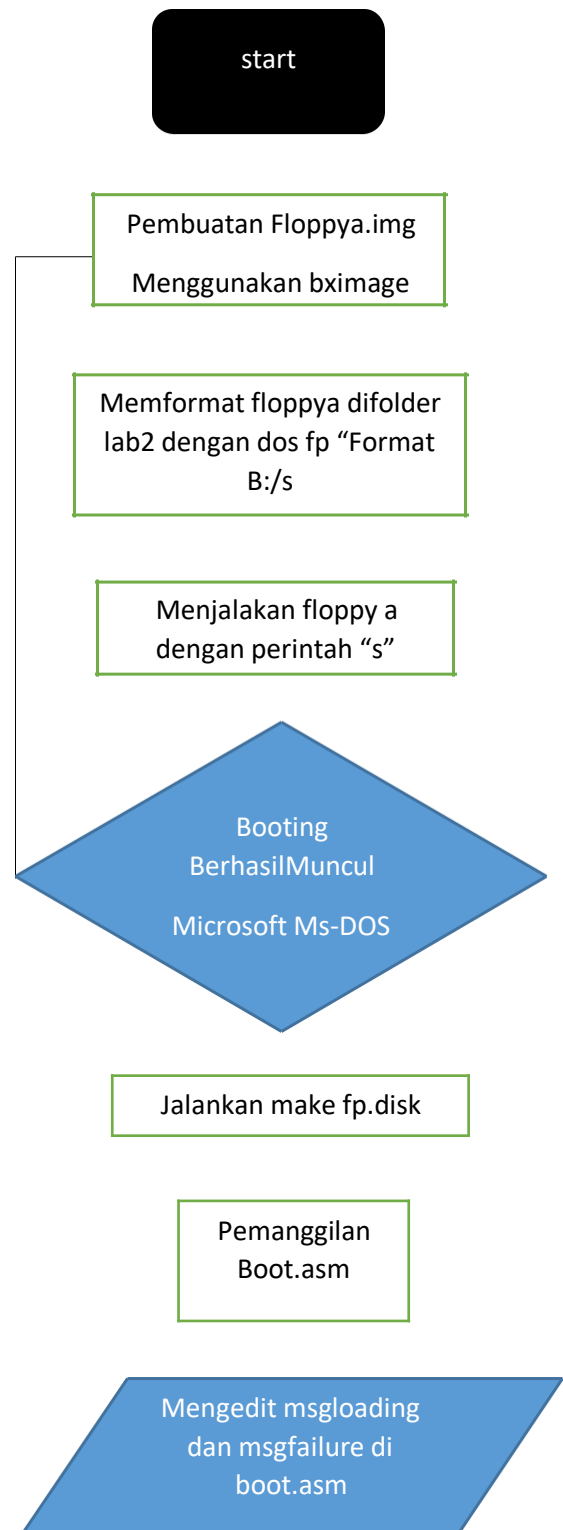 start
Pembuatan Floppya.img
Menggunakan bximage
Memformat floppya difolder
lab2 dengan dos fp “Format
B:/s
Menjalakan floppy a
dengan perintah “s”
Booting
BerhasilMuncul
Microsoft Ms-DOS
Jalankan make fp.disk
Pemanggilan
Boot.asm
Mengedit msgloading
dan msgfailure di
boot.asm